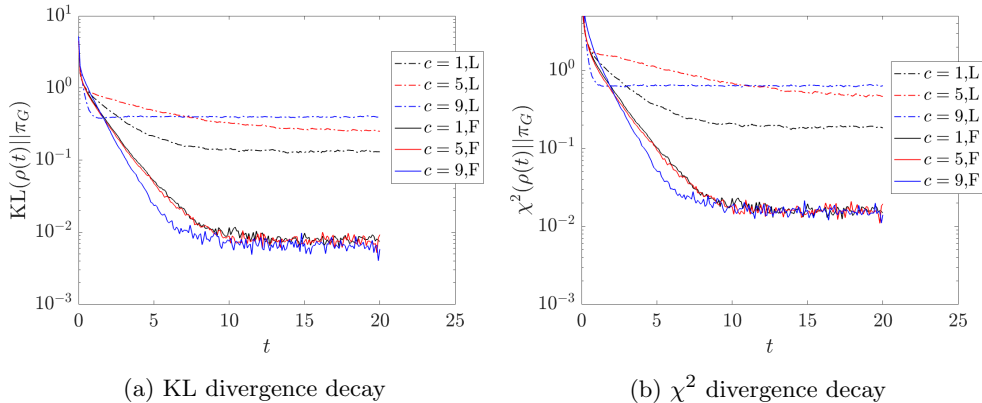 10^1
10^0
10^{-1}
10^{-2}
10^{-3}
KL(ρ(t)||π_G)
0 5 10 15 20 25
t
c = 1,L
c = 5,L
c = 9,L
c = 1,F
c = 5,F
c = 9,F
(a) KL divergence decay
10^0
10^{-1}
10^{-2}
10^{-3}
χ^2(ρ(t)||π_G)
0 5 10 15 20 25
t
c = 1,L
c = 5,L
c = 9,L
c = 1,F
c = 5,F
c = 9,F
(b) χ^2 divergence decay